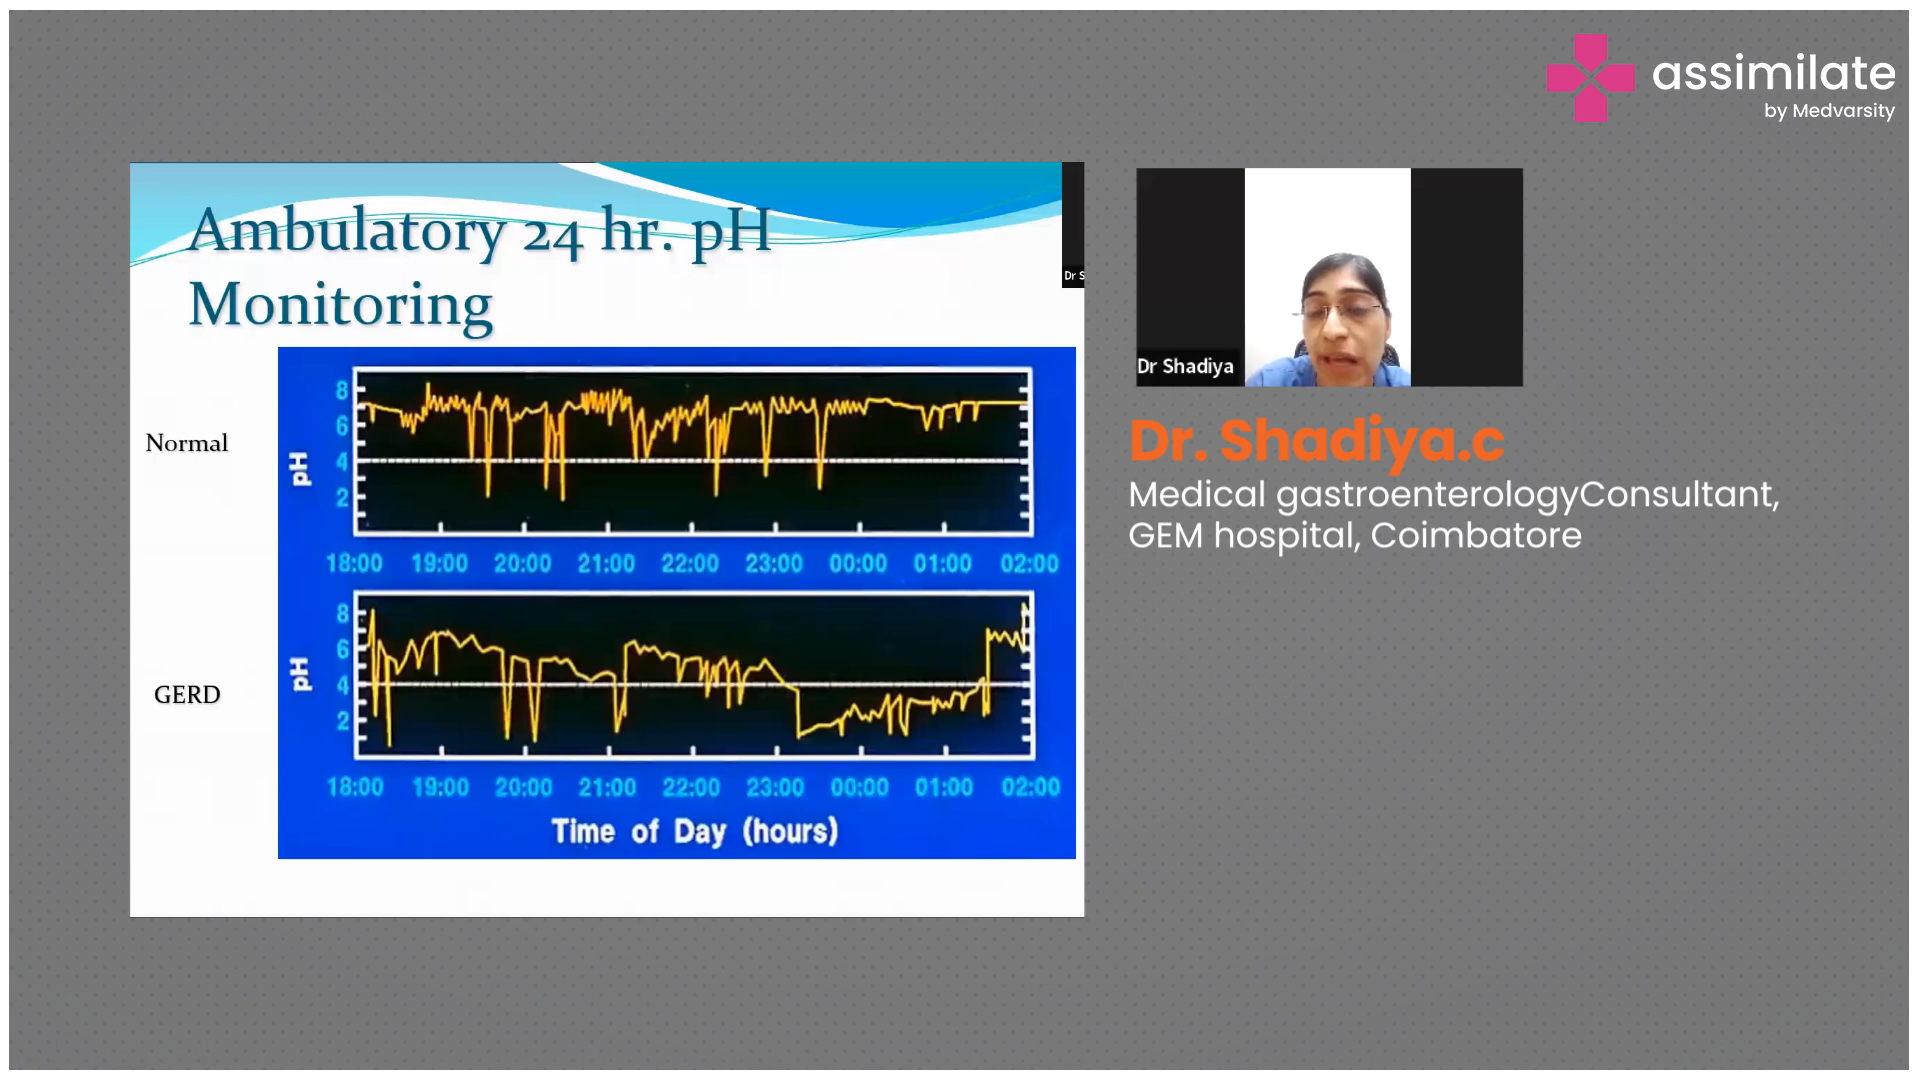 assimilate
by Medvarsity
Ambulatory 24 hr. pH
Monitoring
Dr S
Normal
pH
8
6
4
2
18:00 19:00 20:00 21:00 22:00 23:00 00:00 01:00 02:00
GERD
pH
8
6
4
2
18:00 19:00 20:00 21:00 22:00 23:00 00:00 01:00 02:00
Time of Day (hours)
Dr Shadiya
Dr. Shadiya.c
Medical gastroenterologyConsultant,
GEM hospital, Coimbatore